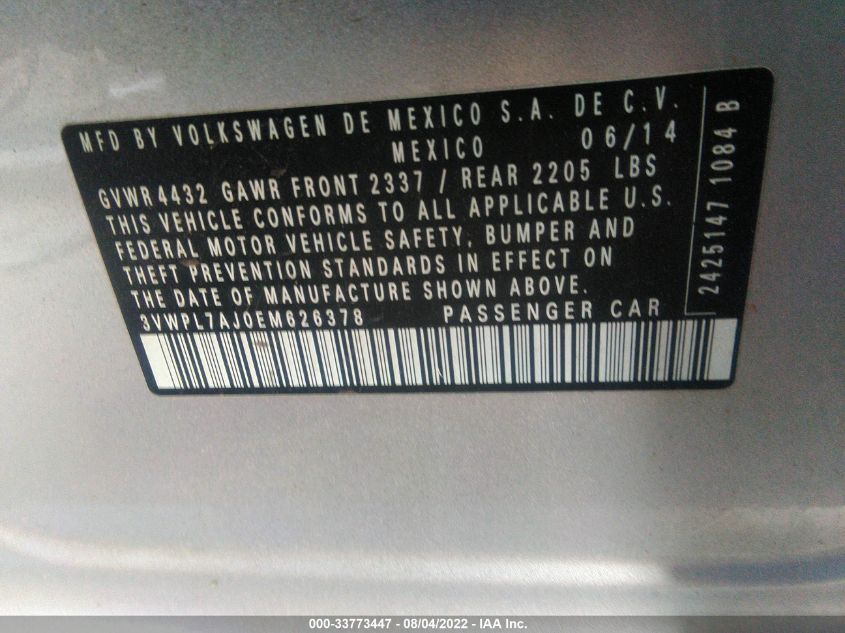 MFD BY VOLKSWAGEN DE MEXICO S.A. DE C.V.
MEXICO 06/14
GVWR 4432 GAWR FRONT 2337 / REAR 2205 LBS
THIS VEHICLE CONFORMS TO ALL APPLICABLE U.S.
FEDERAL MOTOR VEHICLE SAFETY, BUMPER AND
THEFT PREVENTION STANDARDS IN EFFECT ON
THE DATE OF MANUFACTURE SHOWN ABOVE.
3VWPL7AJ0EM626378 PASSENGER CAR
2425147 1084 B
000-33773447 - 08/04/2022 - IAA Inc.